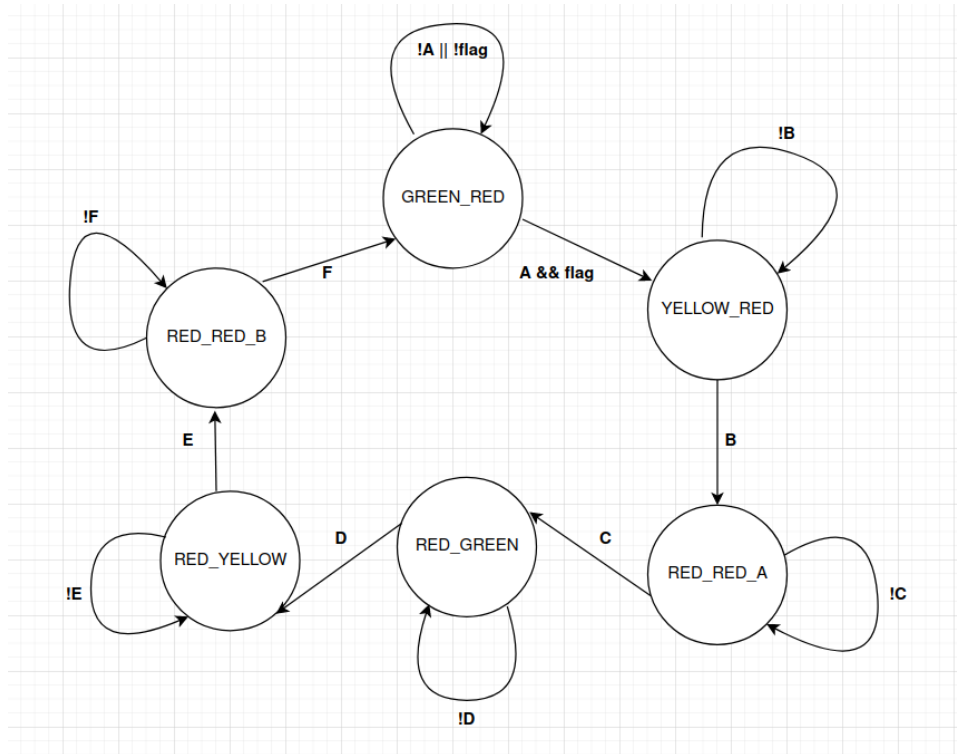 !A || !flag
GREEN_RED
!B
!F
F
A && flag
YELLOW_RED
RED_RED_B
E
B
D
RED_GREEN
C
RED_YELLOW
RED_RED_A
!E
!C
!D